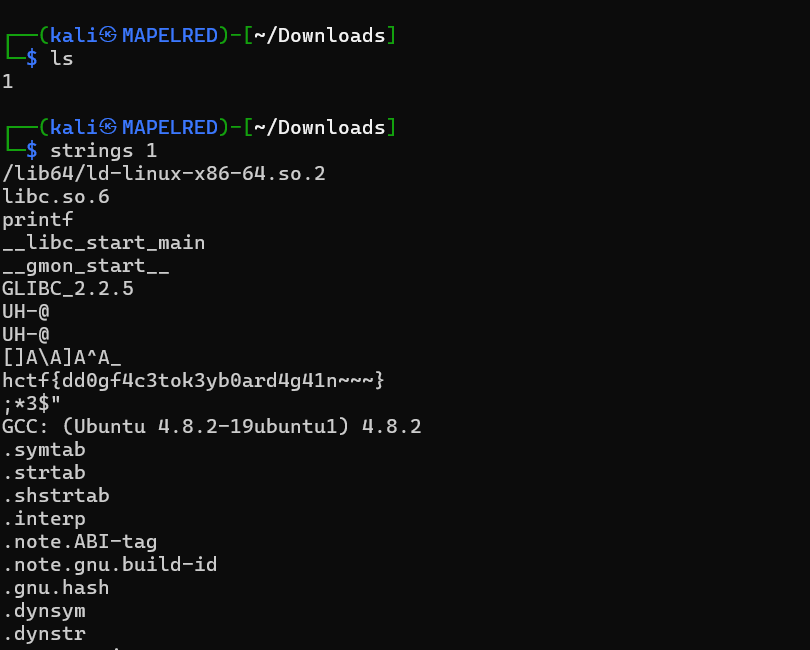 ┌──(kali㉿MAPELRED)-[~/Downloads]
└─$ ls
1
┌──(kali㉿MAPELRED)-[~/Downloads]
└─$ strings 1
/lib64/ld-linux-x86-64.so.2
libc.so.6
printf
__libc_start_main
__gmon_start__
GLIBC_2.2.5
UH-@
UH-@
[]A\A]A^A_
hctf{dd0gf4c3tok3yb0ard4g41n~~~}
;*3$"
GCC: (Ubuntu 4.8.2-19ubuntu1) 4.8.2
.symtab
.strtab
.shstrtab
.interp
.note.ABI-tag
.note.gnu.build-id
.gnu.hash
.dynsym
.dynstr